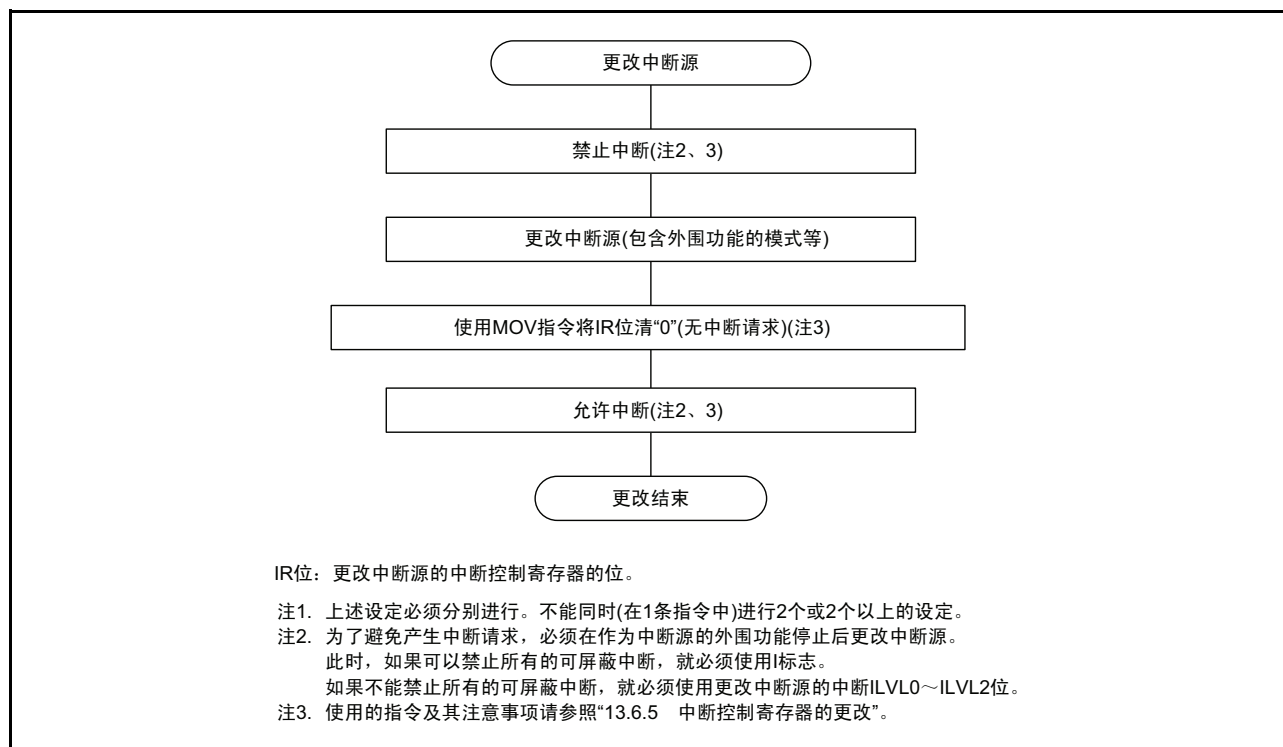 更改中断源
禁止中断(注2、3)
更改中断源(包含外围功能的模式等)
使用MOV指令将IR位清“0”(无中断请求)(注3)
允许中断(注2、3)
更改结束
IR位：更改中断源的中断控制寄存器的位。
注1. 上述设定必须分别进行。不能同时(在1条指令中)进行2个或2个以上的设定。
注2. 为了避免产生中断请求，必须在作为中断源的外围功能停止后更改中断源。
此时，如果可以禁止所有的可屏蔽中断，就必须使用I标志。
如果不能禁止所有的可屏蔽中断，就必须使用更改中断源的中断ILVL0～ILVL2位。
注3. 使用的指令及其注意事项请参照“13.6.5 中断控制寄存器的更改”。